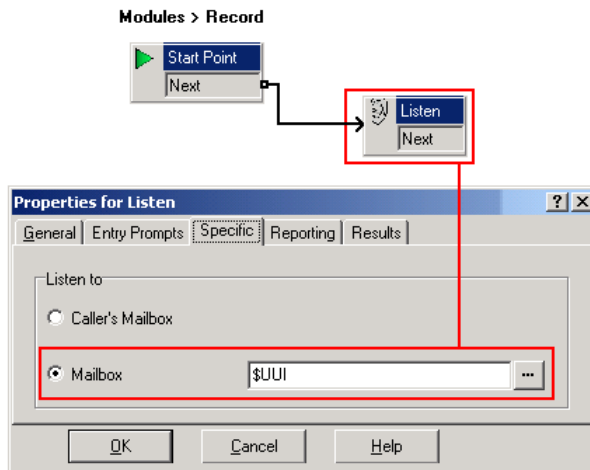 Modules > Record
Start Point
Next
Listen
Next
Properties for Listen
General Entry Prompts Specific Reporting Results
Listen to
Caller's Mailbox
Mailbox $UUI ...
OK Cancel Help